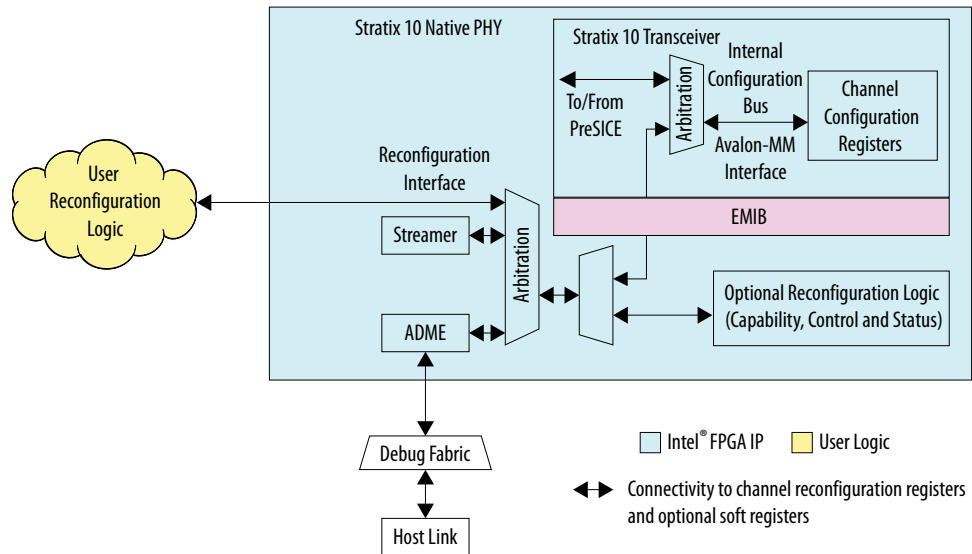 Stratix 10 Native PHY
Stratix 10 Transceiver
Internal
Configuration
Bus
To/From
PreSICE
Arbitration
Avalon-MM
Interface
Channel
Configuration
Registers
EMIB
User
Reconfiguration
Logic
Reconfiguration
Interface
Streamer
Arbitration
ADME
Optional Reconfiguration Logic
(Capability, Control and Status)
Debug Fabric
Host Link
Intel® FPGA IP
User Logic
Connectivity to channel reconfiguration registers
and optional soft registers